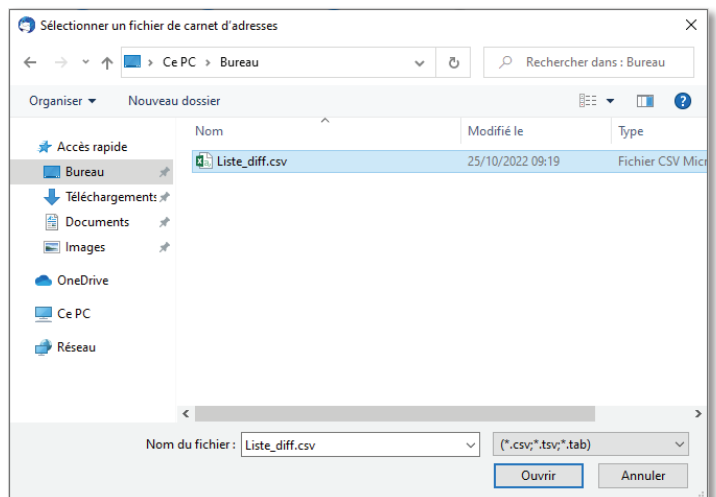 Sélectionner un fichier de carnet d'adresses
Ce PC > Bureau
Rechercher dans : Bureau
Organiser
Nouveau dossier
Nom
Modifié le
Type
Accès rapide
Bureau
Liste_diff.csv
25/10/2022 09:19
Fichier CSV Micr
Téléchargements
Documents
Images
OneDrive
Ce PC
Réseau
Nom du fichier :
Liste_diff.csv
(*.csv;*.tsv;*.tab)
Ouvrir
Annuler